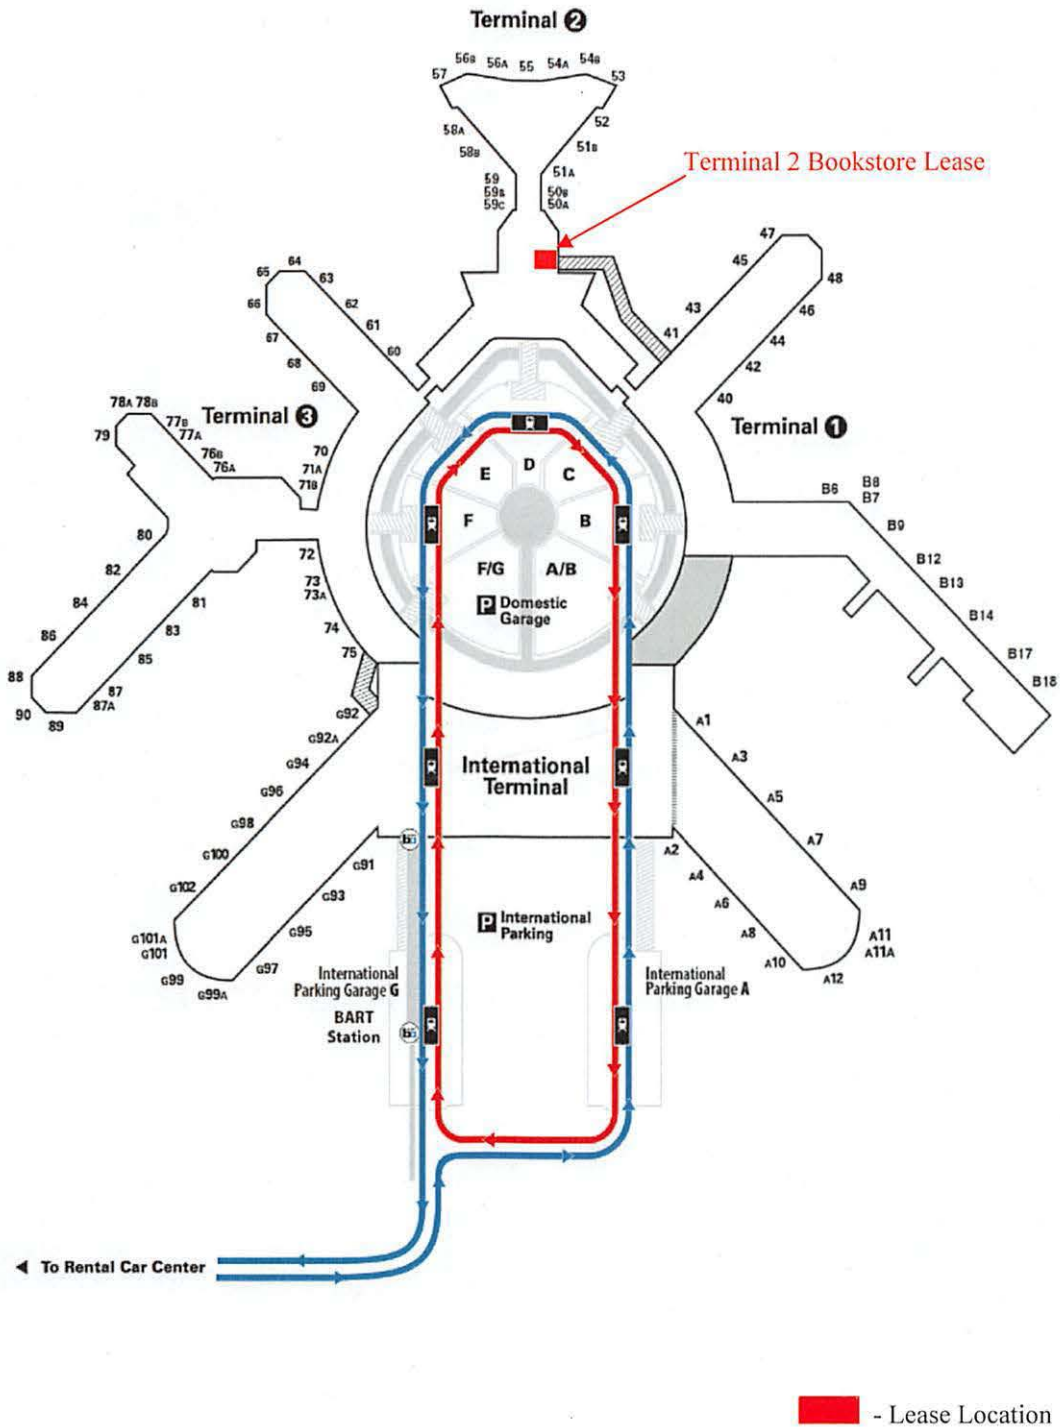 Terminal 2
56B
56A
55
54A
54B
57
53
52
58A
58B
51B
51A
59
59B
59C
50B
50A
Terminal 2 Bookstore Lease
47
45
48
43
46
41
44
42
40
65
64
63
66
62
67
61
68
60
69
Terminal 3
Terminal 1
78A 78B
79
77B
77A
76B
76A
70
71A
71B
80
82
84
86
88
90
89
87A
87
85
83
81
72
73
73A
74
75
E
D
C
F
B
F/G
A/B
P Domestic
Garage
B6
B8
B7
B9
B12
B13
B14
B17
B18
G92
G92A
G94
G96
G98
G100
G102
G101A
G101
G99
G99A
G97
G95
G93
G91
International
Terminal
A1
A3
A5
A7
A9
A2
A4
A6
A8
A10
A12
A11
A11A
P International
Parking
International
Parking Garage G
International
Parking Garage A
BART
Station
To Rental Car Center
- Lease Location